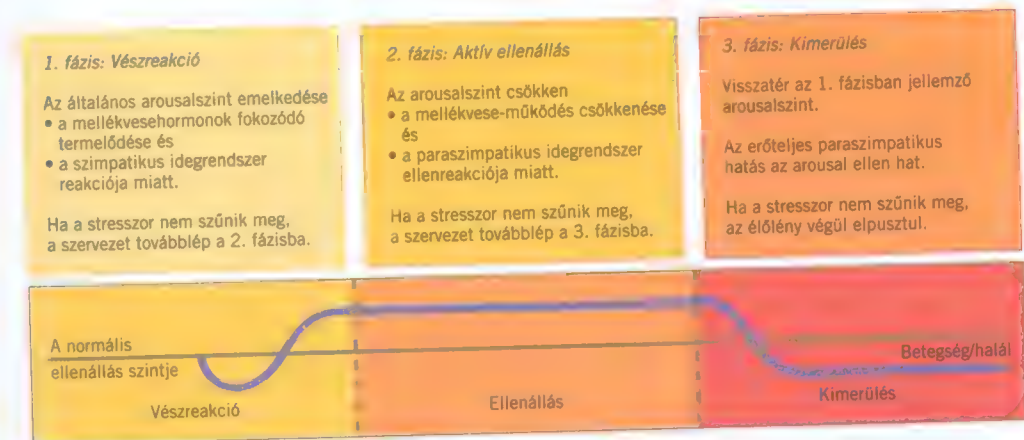 1. fázis: Vészreakció
Az általános arousalszint emelkedése
• a mellékvesehormonok fokozódó
termelődése és
• a szimpatikus idegrendszer
reakciója miatt.
Ha a stresszor nem szűnik meg,
a szervezet továbblép a 2. fázisba.
2. fázis: Aktív ellenállás
Az arousalszint csökken
• a mellékvese-működés csökkenése
és
• a paraszimpatikus idegrendszer
ellenreakciója miatt.
Ha a stresszor nem szűnik meg,
a szervezet továbblép a 3. fázisba.
3. fázis: Kimerülés
Visszatér az 1. fázisban jellemző
arousalszint.
Az erőteljes paraszimpatikus
hatás az arousal ellen hat.
Ha a stresszor nem szűnik meg,
az élőlény végül elpusztul.
A normális
ellenállás szintje
Vészreakció
Ellenállás
Betegség/halál
Kimerülés